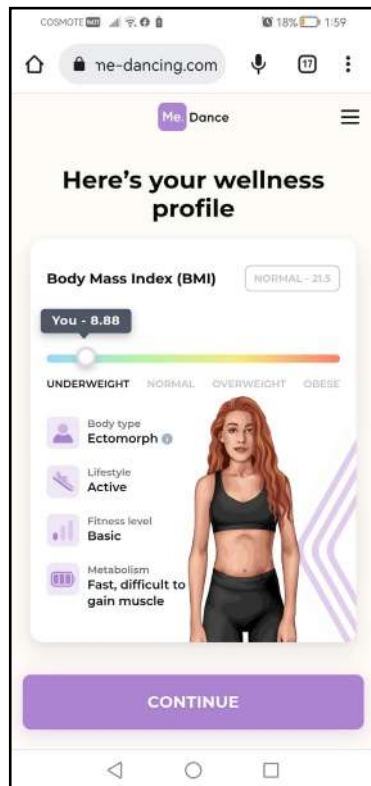 COSMOTE 18% 1:59
me-dancing.com 17
Me. Dance
Here's your wellness
profile
Body Mass Index (BMI) NORMAL - 21.5
You - 8.88
UNDERWEIGHT NORMAL OVERWEIGHT OBESE
Body type
Ectomorph
Lifestyle
Active
Fitness level
Basic
Metabolism
Fast, difficult to
gain muscle
CONTINUE